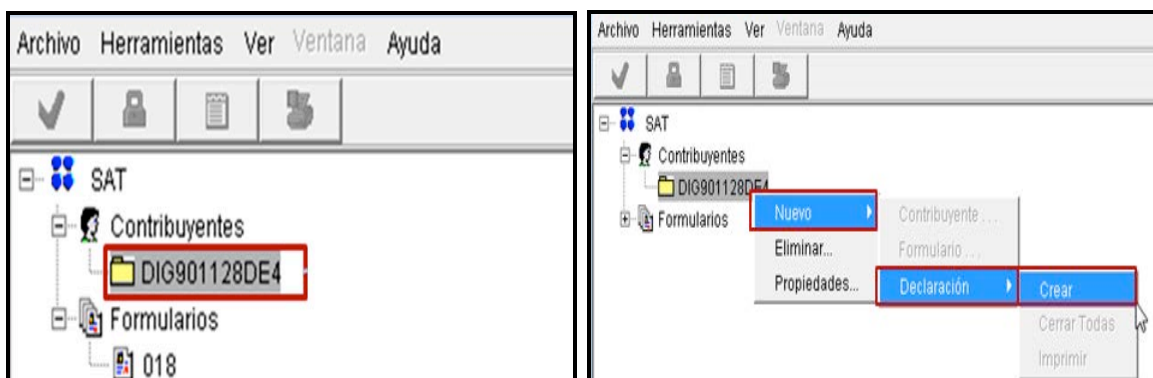 Archivo Herramientas Ver Ventana Ayuda
SAT
Contribuyentes
DIG901128DE4
Formularios
018
Archivo Herramientas Ver Ventana Ayuda
SAT
Contribuyentes
DIG901128DE4
Formularios
Nuevo
Eliminar...
Propiedades...
Contribuyente ...
Formulario ...
Declaración
Crear
Cerrar Todas
Imprimir